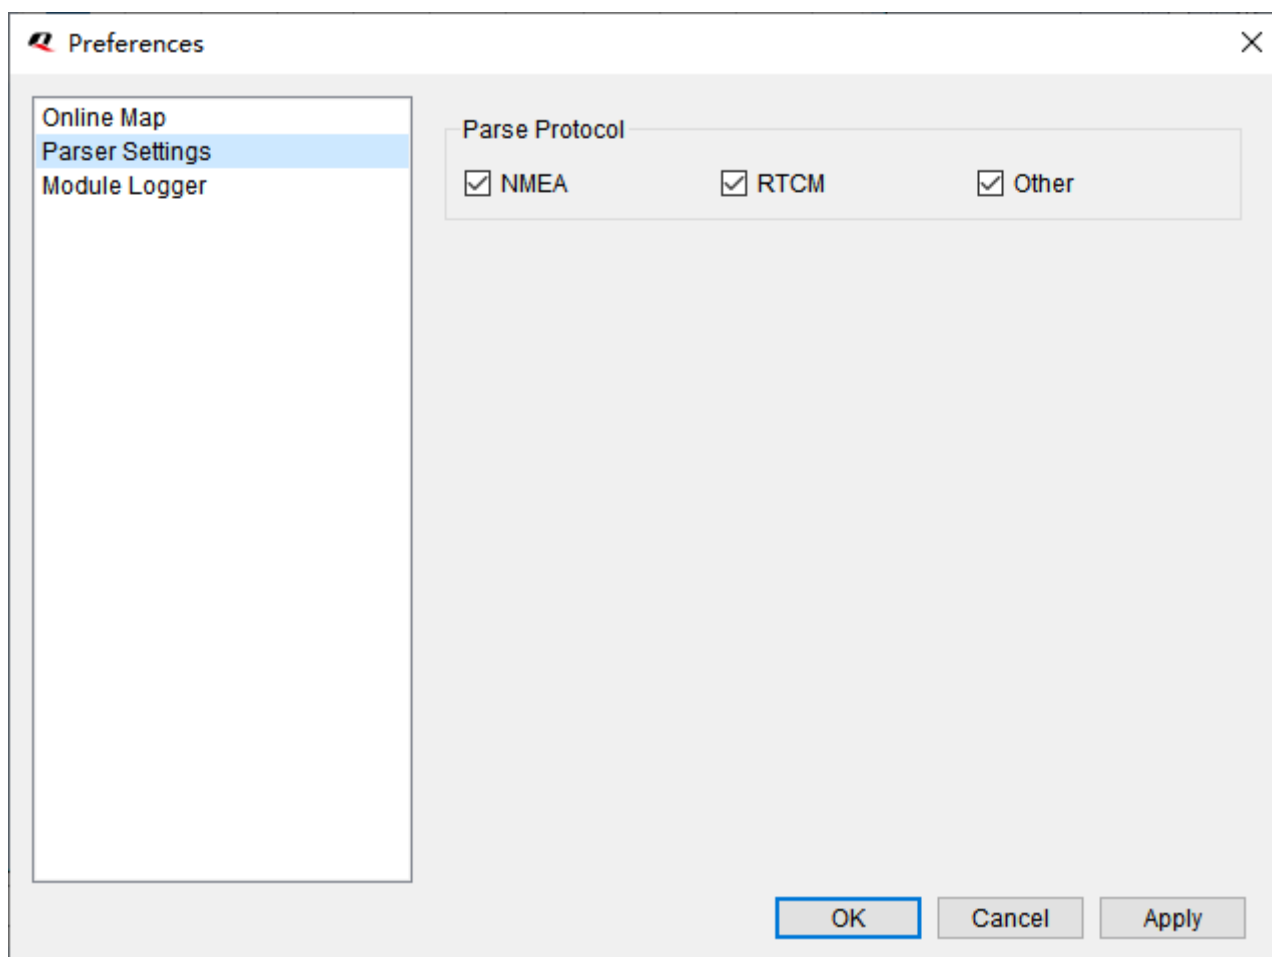 Preferences
Online Map
Parser Settings
Module Logger
Parse Protocol
NMEA RTCM Other
OK Cancel Apply